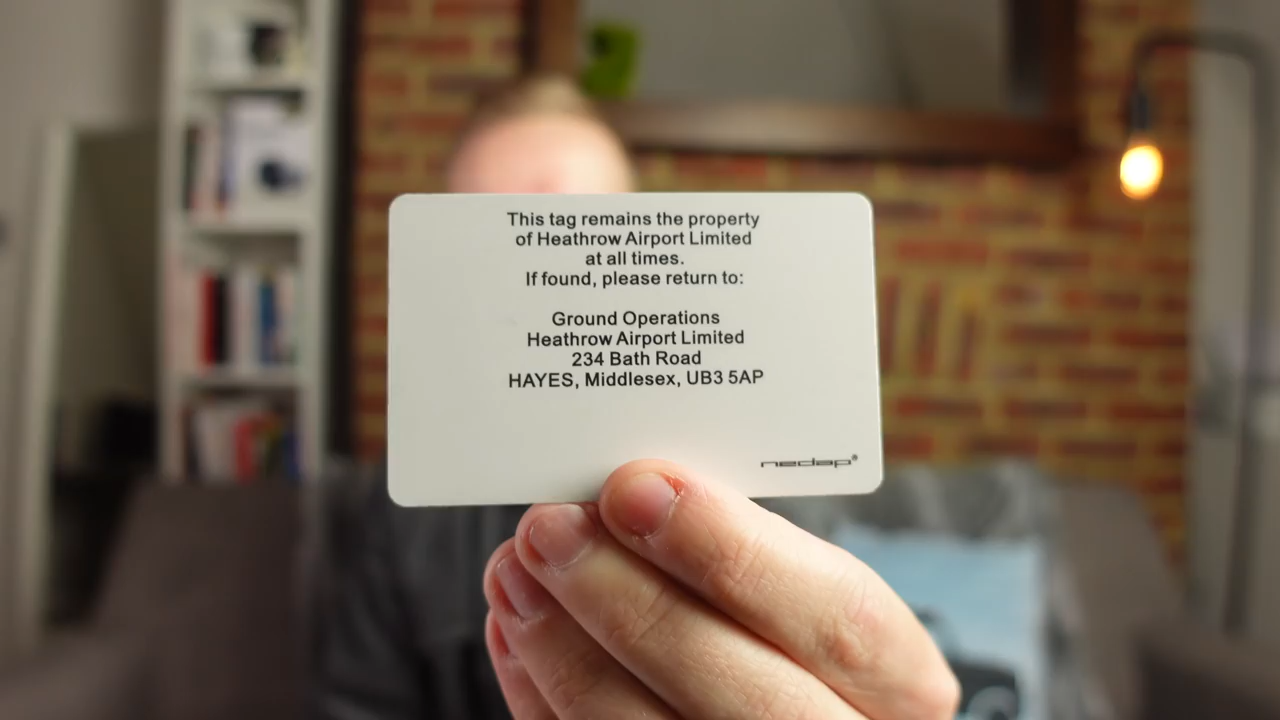 This tag remains the property
of Heathrow Airport Limited
at all times.
If found, please return to:
Ground Operations
Heathrow Airport Limited
234 Bath Road
HAYES, Middlesex, UB3 5AP
nedap®